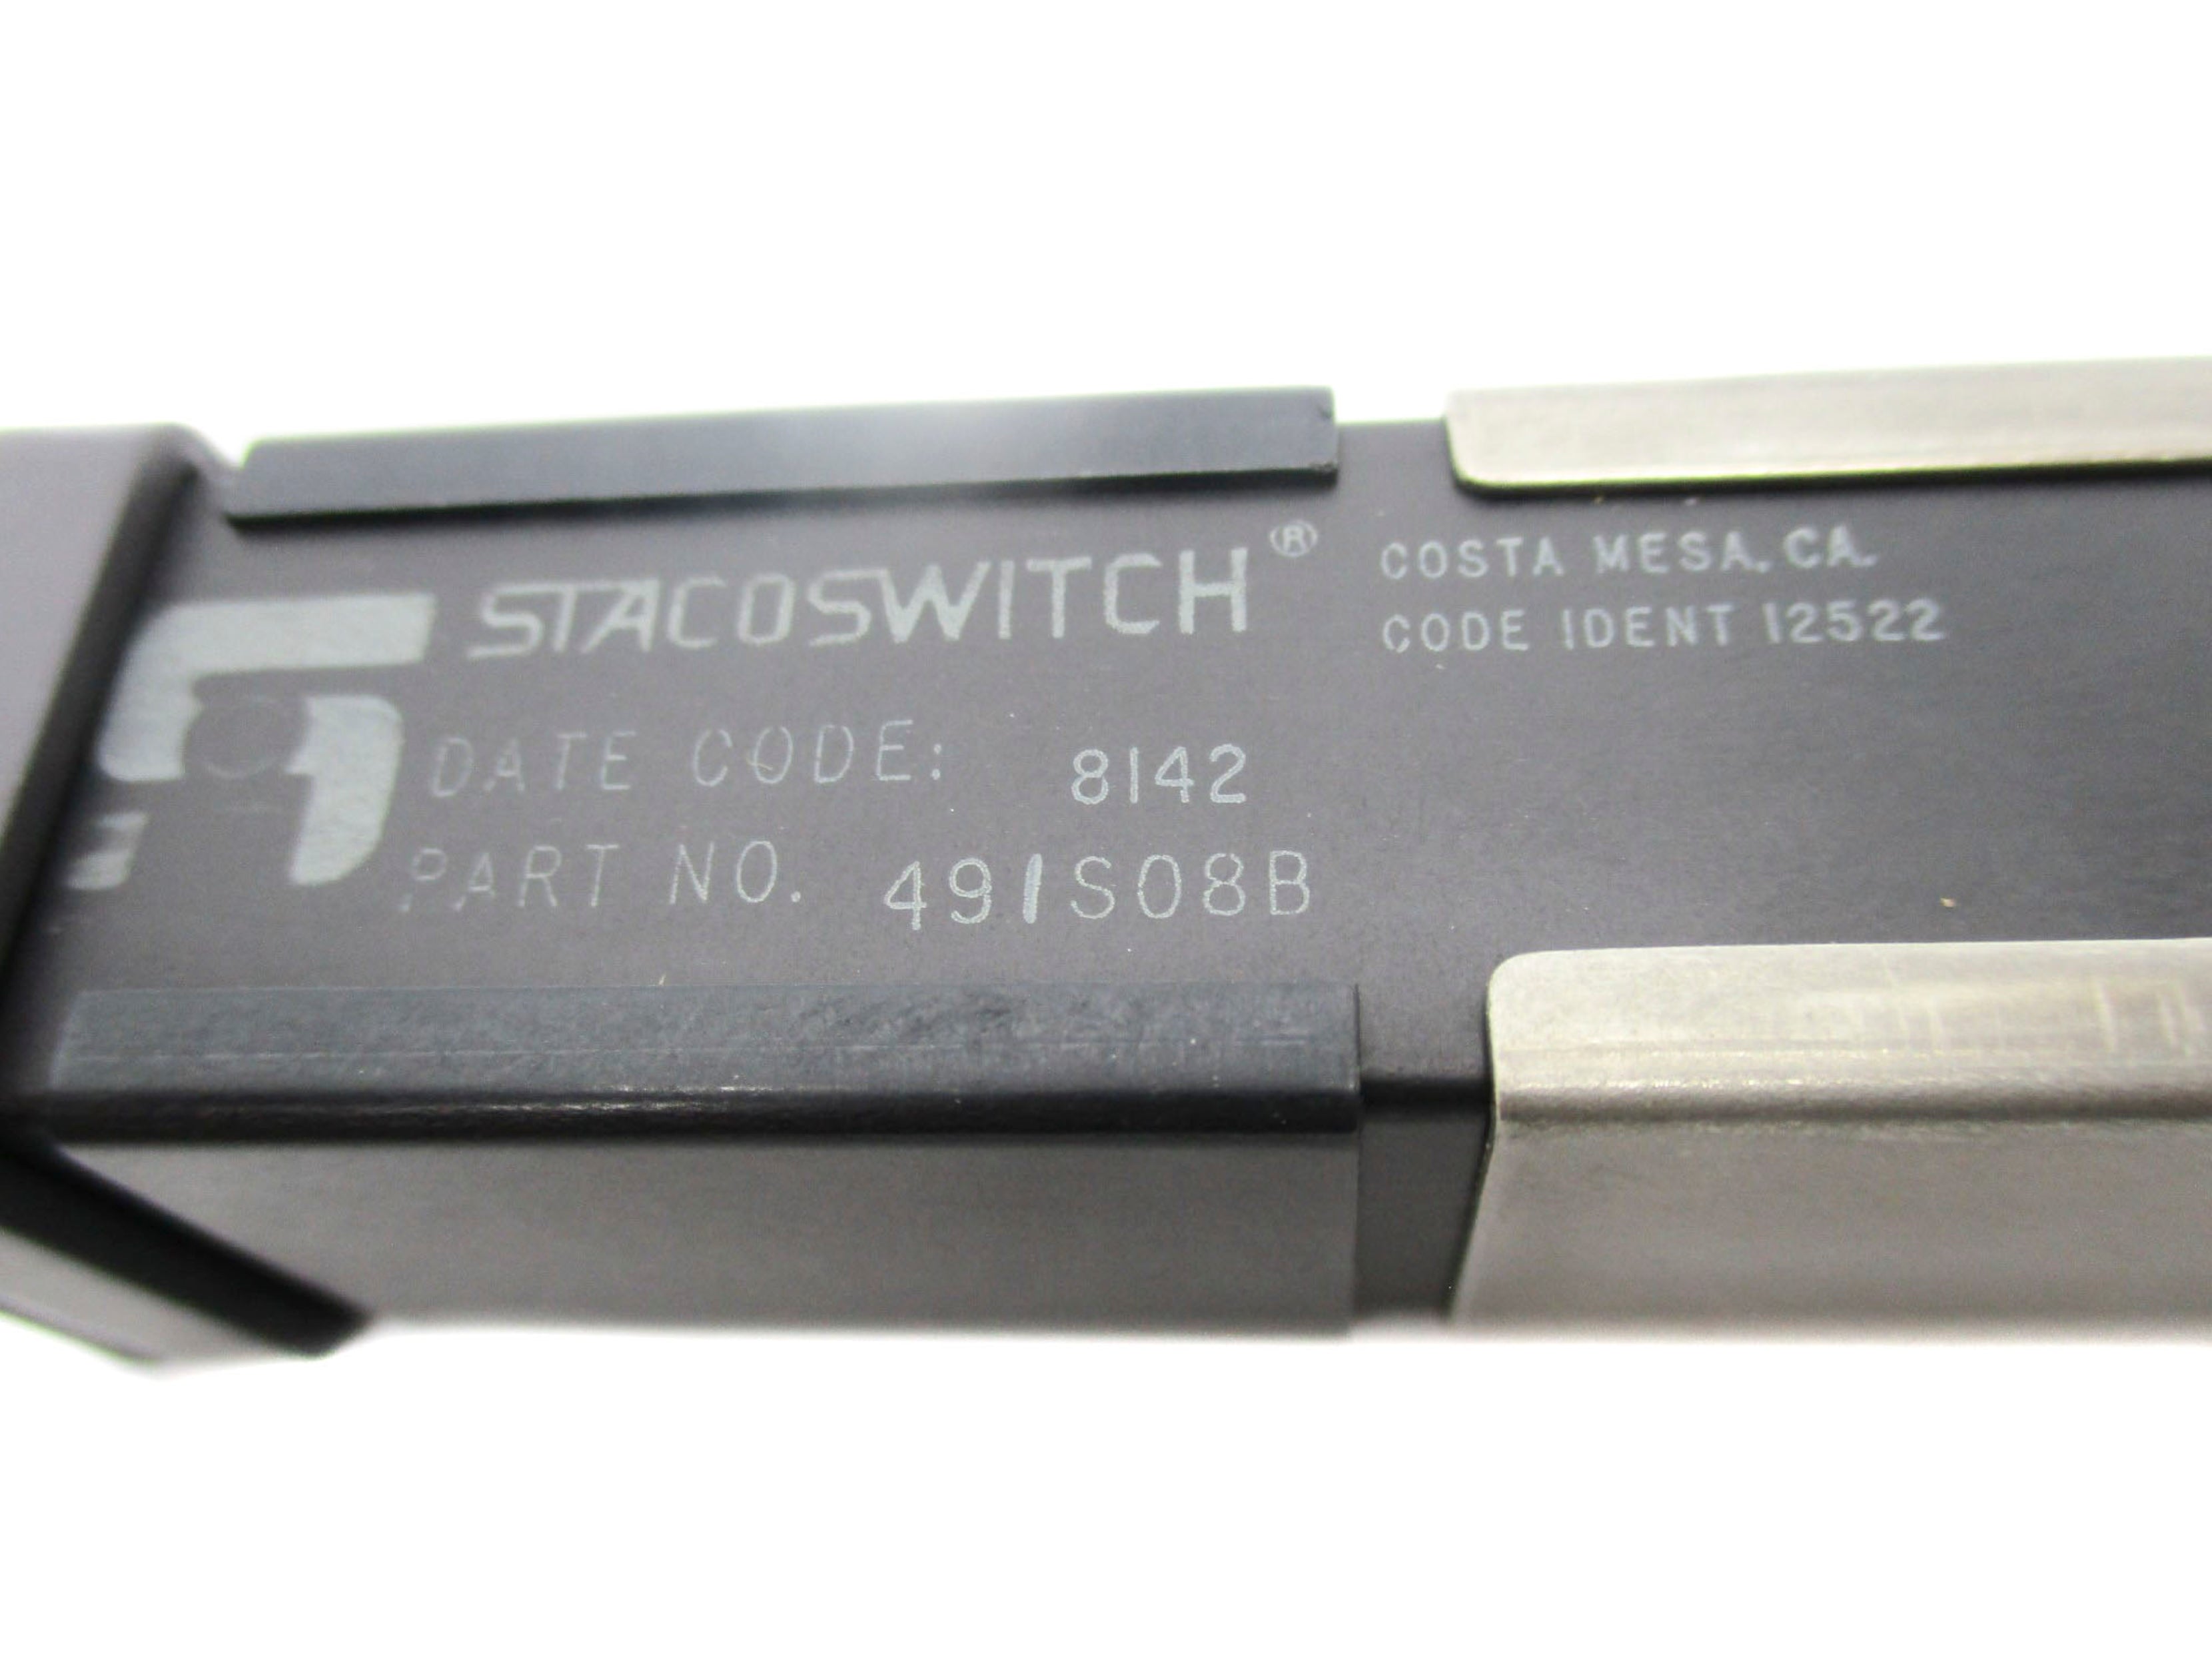 STACOSWITCH®
COSTA MESA, CA.
CODE IDENT 12522
DATE CODE: 8142
PART NO. 491S08B